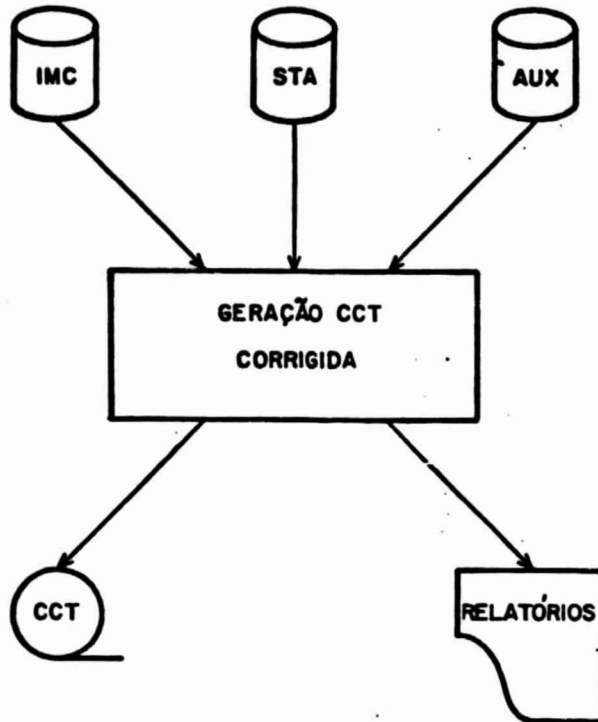 IMC
STA
AUX
GERAÇÃO CCT
CORRIGIDA
CCT
RELATÓRIOS